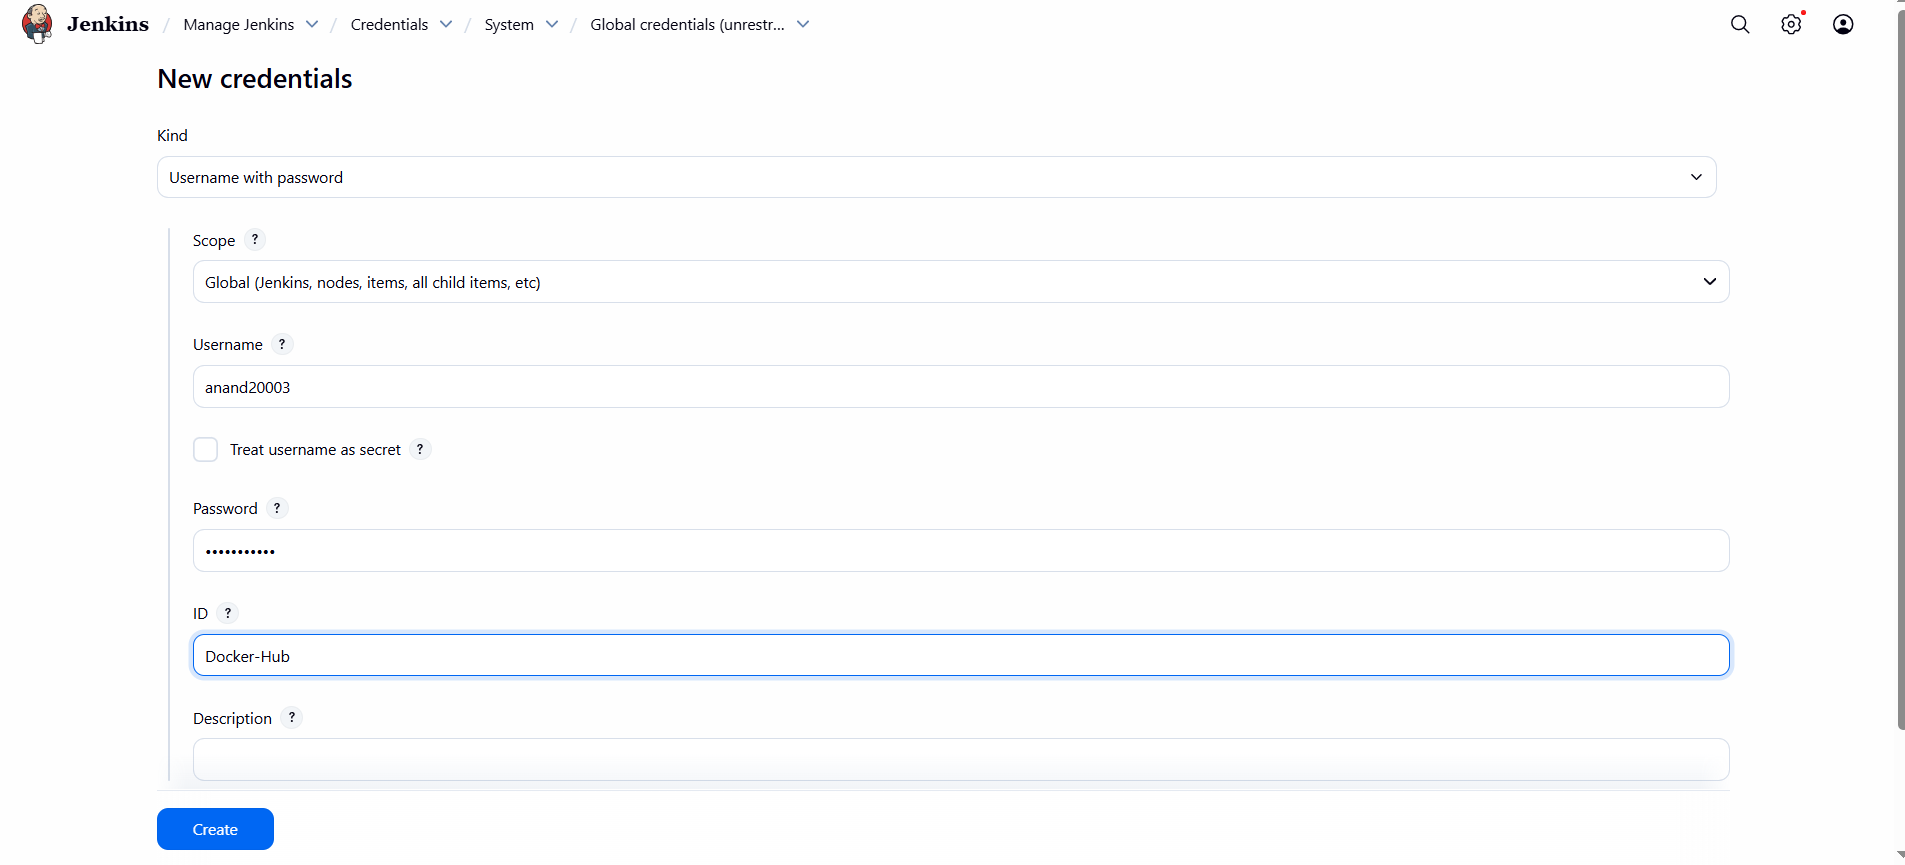 Jenkins / Manage Jenkins / Credentials / System / Global credentials (unrestr...
New credentials
Kind
Username with password
Scope ?
Global (Jenkins, nodes, items, all child items, etc)
Username ?
anand20003
Treat username as secret ?
Password ?
•••••••••••
ID ?
Docker-Hub
Description ?
Create